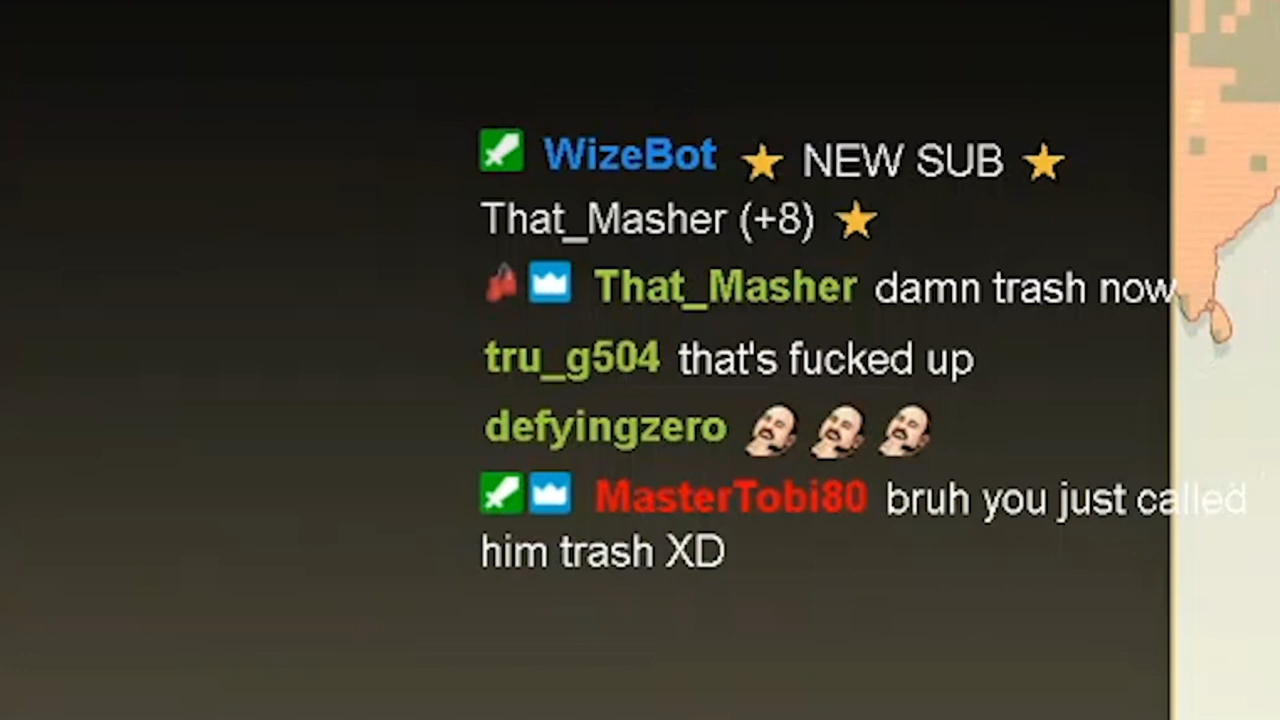 WizeBot ⭐ NEW SUB ⭐
That_Masher (+8) ⭐
That_Masher damn trash now
tru_g504 that's fucked up
defyingzero
MasterTobi80 bruh you just called
him trash XD